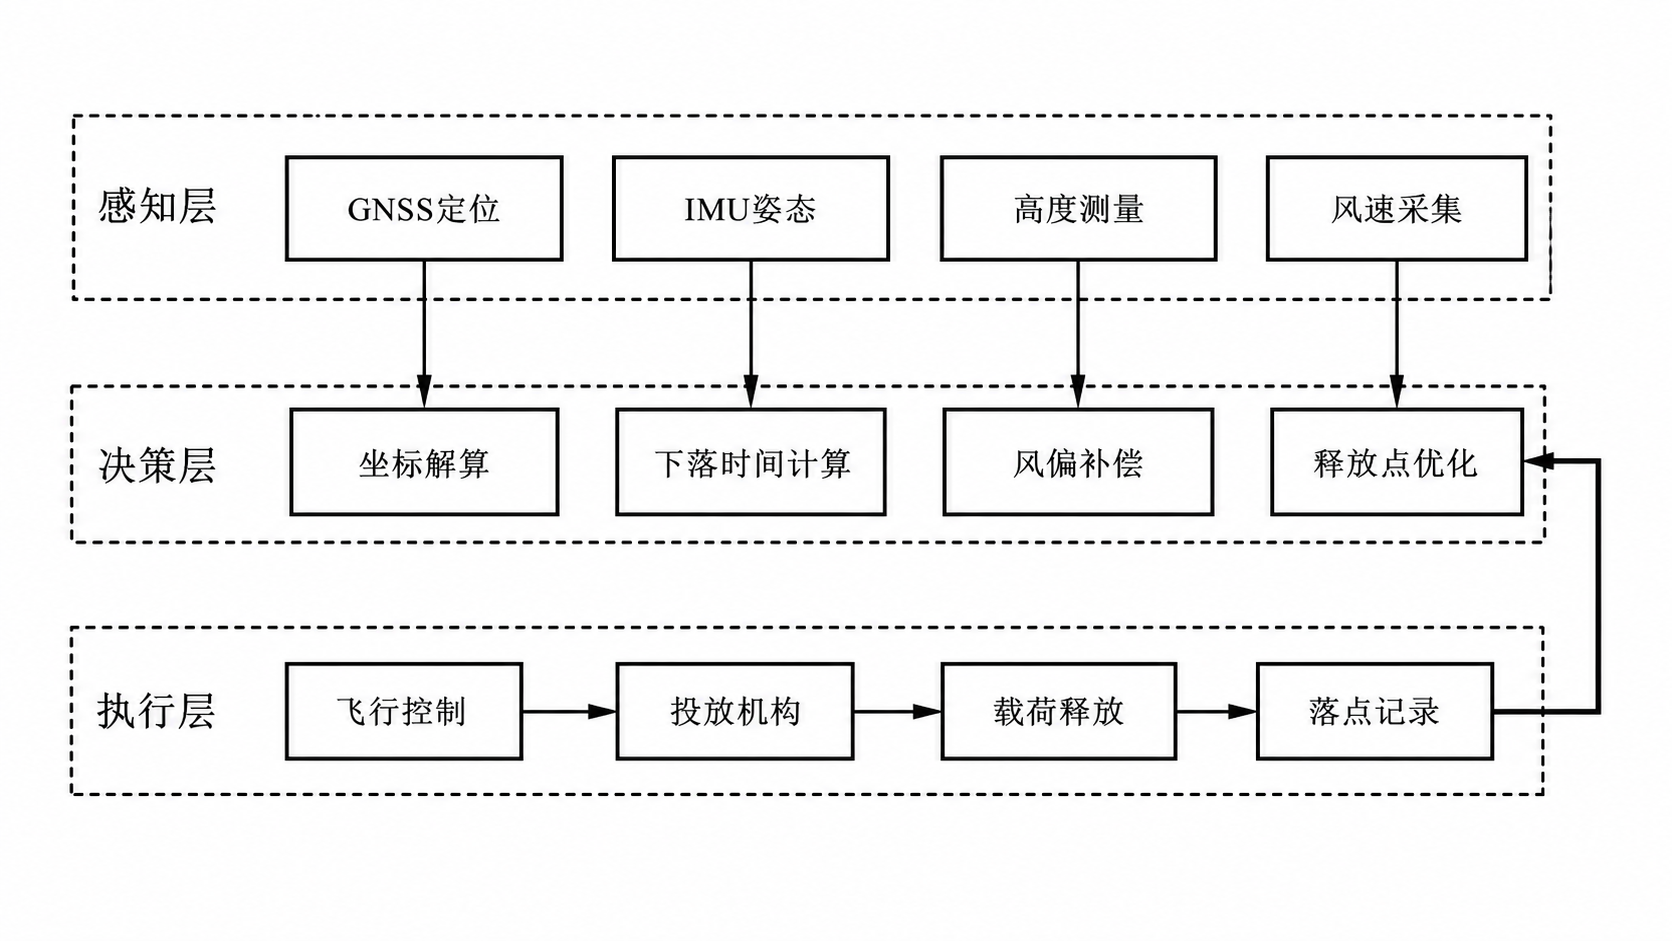 感知层
GNSS定位
IMU姿态
高度测量
风速采集
决策层
坐标解算
下落时间计算
风偏补偿
释放点优化
执行层
飞行控制
投放机构
载荷释放
落点记录